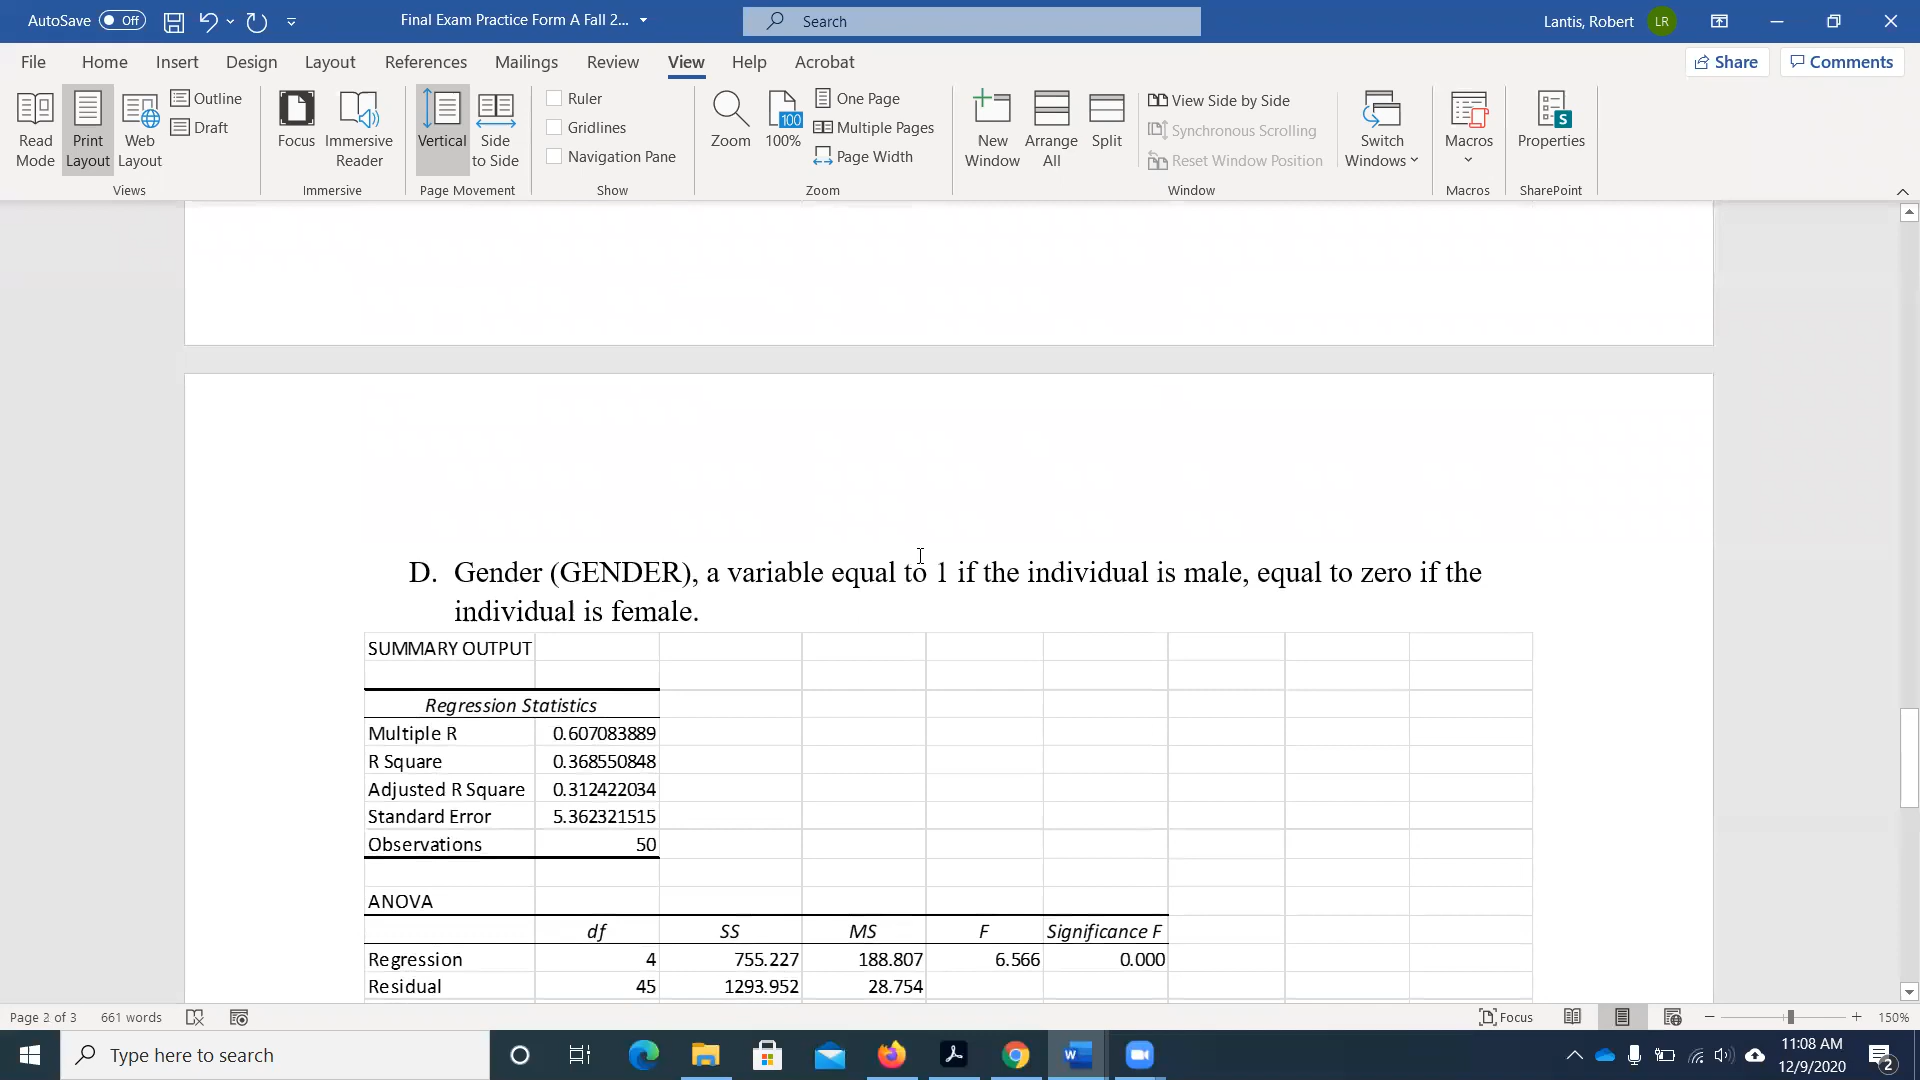 AutoSave Off Final Exam Practice Form A Fall 2... Search Lantis, Robert LR
File Home Insert Design Layout References Mailings Review View Help Acrobat Share Comments
Read Mode
Print Layout
Web Layout
Outline
Draft
Views
Focus
Immersive Reader
Immersive
Vertical
Side to Side
Page Movement
Ruler
Gridlines
Navigation Pane
Show
Zoom
100
100%
One Page
Multiple Pages
Page Width
Zoom
New Window
Arrange All
Split
View Side by Side
Synchronous Scrolling
Reset Window Position
Switch Windows
Window
Macros
Macros
S
Properties
SharePoint
D. Gender (GENDER), a variable equal to 1 if the individual is male, equal to zero if the
individual is female.
SUMMARY OUTPUT
Regression Statistics
Multiple R 0.607083889
R Square 0.368550848
Adjusted R Square 0.312422034
Standard Error 5.362321515
Observations 50
ANOVA
df SS MS F Significance F
Regression 4 755.227 188.807 6.566 0.000
Residual 45 1293.952 28.754
Page 2 of 3 661 words Focus 150%
Type here to search
W
11:08 AM
12/9/2020
2